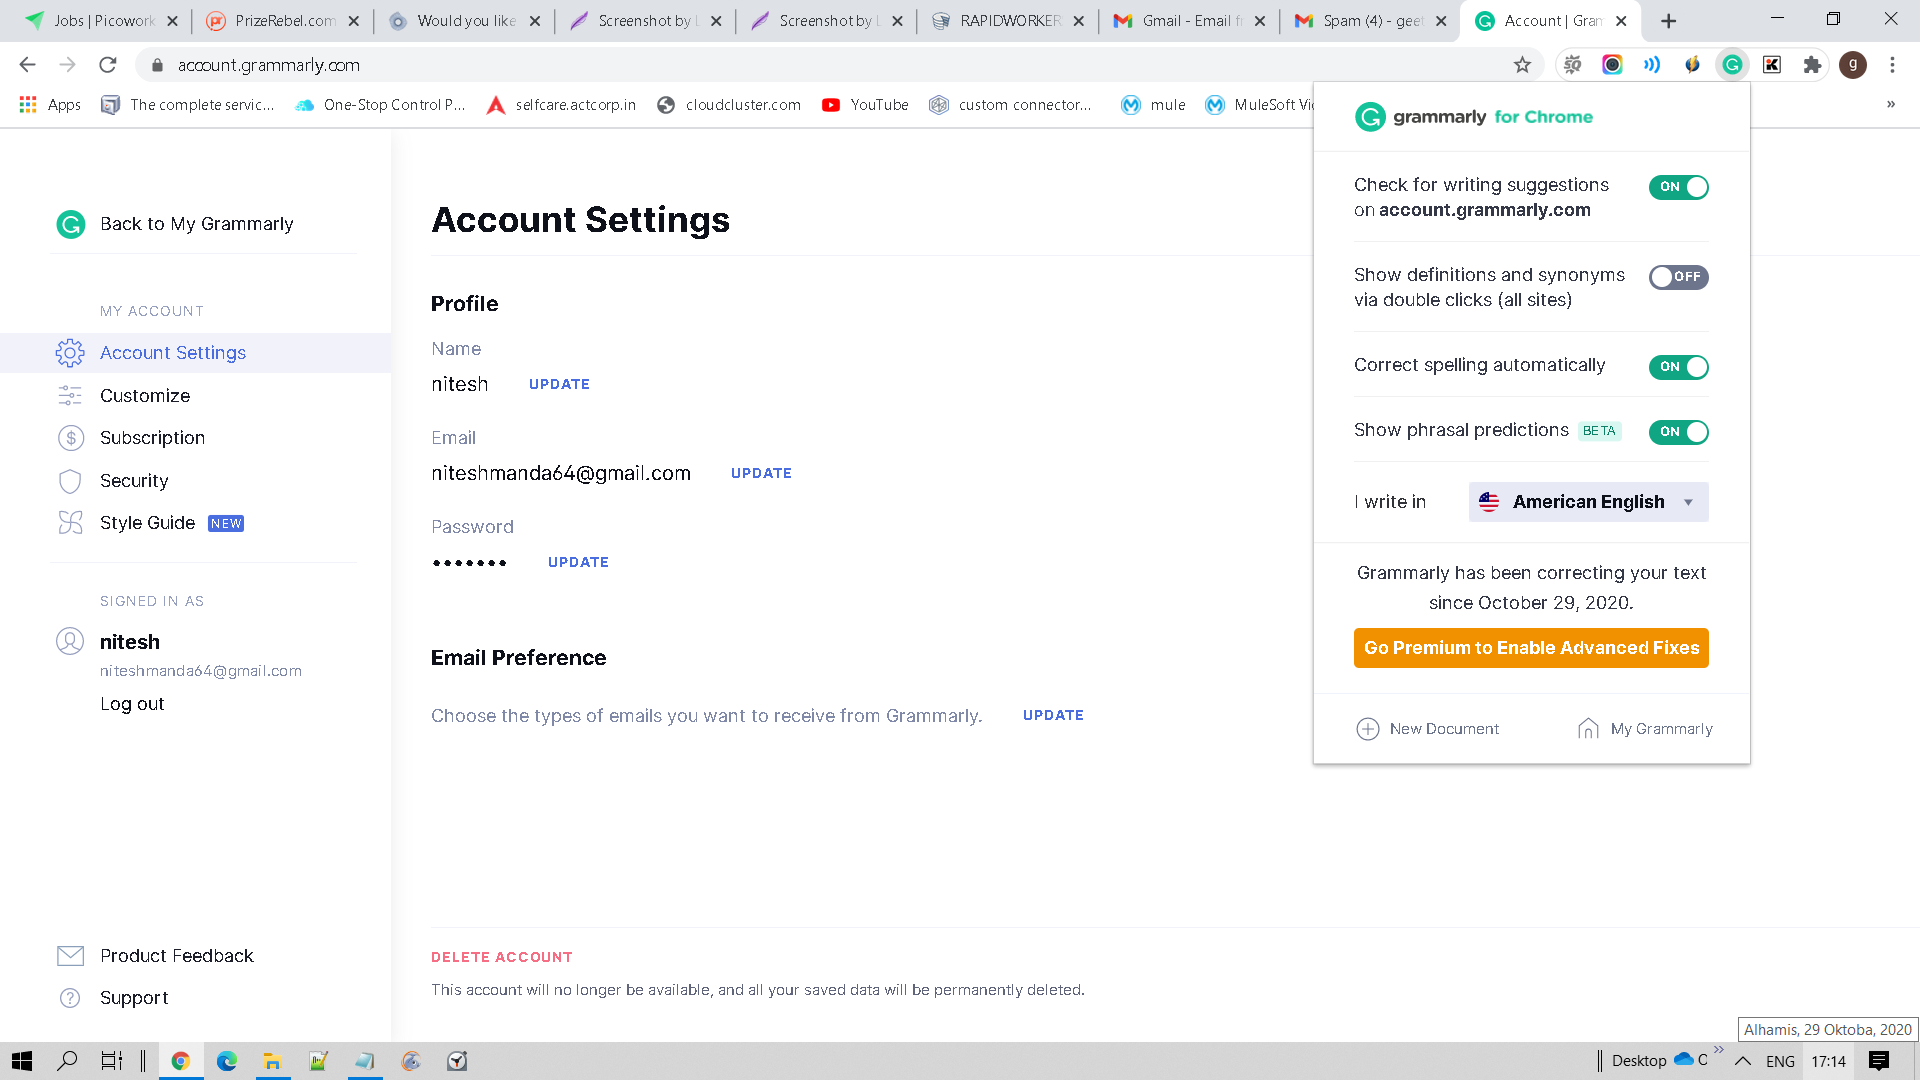 Jobs | Picowork
PrizeRebel.com
Would you like
Screenshot by L
Screenshot by L
RAPIDWORKER
Gmail - Email f
Spam (4) - geet
Account | Gram
account.grammarly.com
Apps
The complete servic...
One-Stop Control P...
selfcare.actcorp.in
cloudcluster.com
YouTube
custom connector...
mule
MuleSoft Vi
»
g
Back to My Grammarly
MY ACCOUNT
Account Settings
Customize
Subscription
Security
Style Guide NEW
SIGNED IN AS
nitesh
niteshmanda64@gmail.com
Log out
Product Feedback
Support
Account Settings
Profile
Name
nitesh UPDATE
Email
niteshmanda64@gmail.com UPDATE
Password
••••••• UPDATE
Email Preference
Choose the types of emails you want to receive from Grammarly. UPDATE
DELETE ACCOUNT
This account will no longer be available, and all your saved data will be permanently deleted.
grammarly for Chrome
Check for writing suggestions
on account.grammarly.com
ON
Show definitions and synonyms
via double clicks (all sites)
OFF
Correct spelling automatically ON
Show phrasal predictions BETA ON
I write in American English
Grammarly has been correcting your text
since October 29, 2020.
Go Premium to Enable Advanced Fixes
New Document
My Grammarly
Alhamis, 29 Oktoba, 2020
Desktop
ENG
17:14